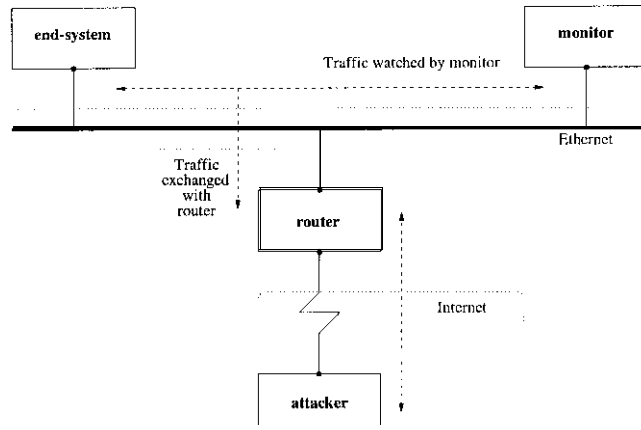 end-system
monitor
Traffic watched by monitor
Ethernet
Traffic
exchanged
with
router
router
Internet
attacker